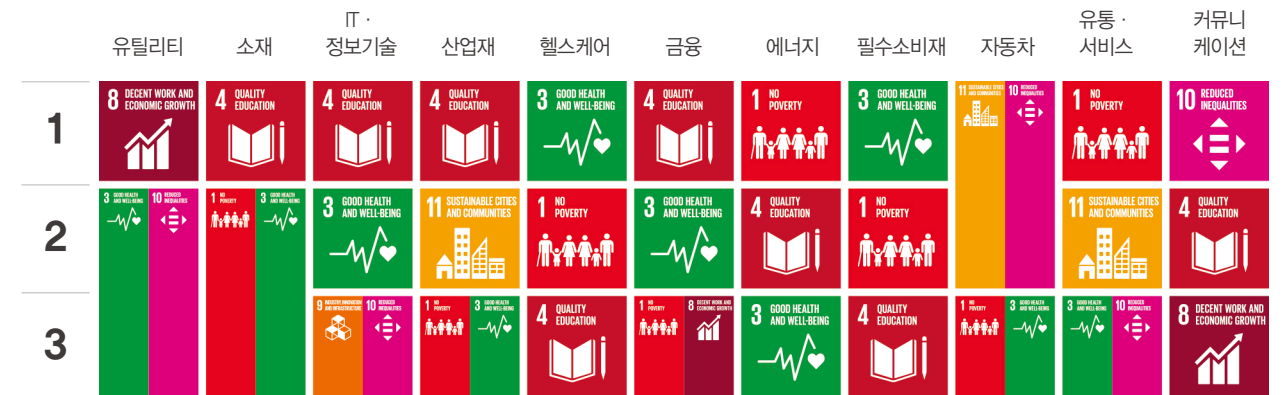 유틸리티
소재
IT ·
정보기술
산업재
헬스케어
금융
에너지
필수소비재
자동차
유통 ·
서비스
커뮤니
케이션
1
8 DECENT WORK AND
ECONOMIC GROWTH
4 QUALITY
EDUCATION
4 QUALITY
EDUCATION
4 QUALITY
EDUCATION
3 GOOD HEALTH
AND WELL-BEING
4 QUALITY
EDUCATION
1 NO
POVERTY
3 GOOD HEALTH
AND WELL-BEING
11 SUSTAINABLE CITIES
AND COMMUNITIES
10 REDUCED
INEQUALITIES
1 NO
POVERTY
10 REDUCED
INEQUALITIES
2
3 GOOD HEALTH
AND WELL-BEING
10 REDUCED
INEQUALITIES
1 NO
POVERTY
3 GOOD HEALTH
AND WELL-BEING
3 GOOD HEALTH
AND WELL-BEING
11 SUSTAINABLE CITIES
AND COMMUNITIES
1 NO
POVERTY
3 GOOD HEALTH
AND WELL-BEING
4 QUALITY
EDUCATION
1 NO
POVERTY
11 SUSTAINABLE CITIES
AND COMMUNITIES
4 QUALITY
EDUCATION
3
9 INDUSTRY, INNOVATION
AND INFRASTRUCTURE
10 REDUCED
INEQUALITIES
1 NO
POVERTY
3 GOOD HEALTH
AND WELL-BEING
4 QUALITY
EDUCATION
1 NO
POVERTY
8 DECENT WORK AND
ECONOMIC GROWTH
3 GOOD HEALTH
AND WELL-BEING
4 QUALITY
EDUCATION
1 NO
POVERTY
3 GOOD HEALTH
AND WELL-BEING
3 GOOD HEALTH
AND WELL-BEING
10 REDUCED
INEQUALITIES
8 DECENT WORK AND
ECONOMIC GROWTH